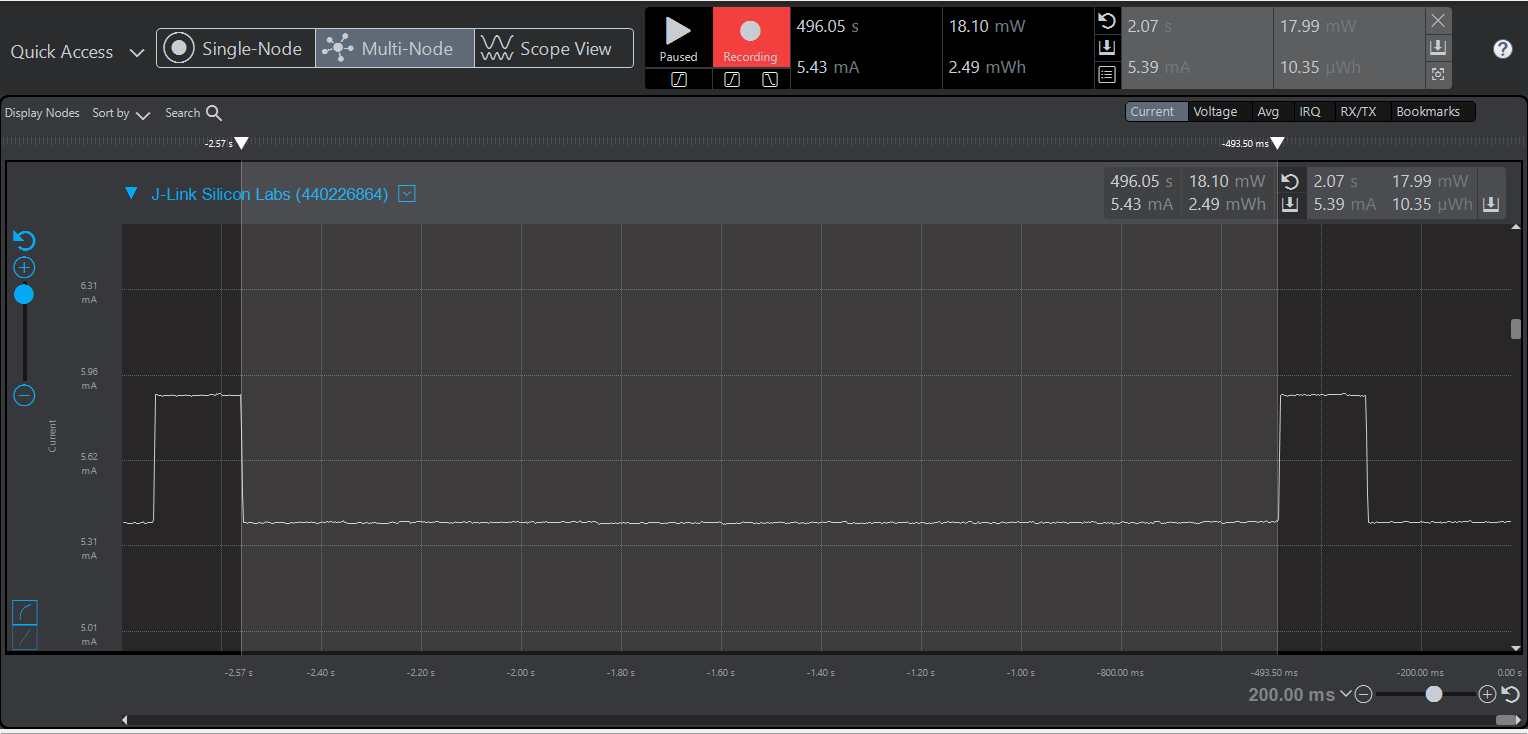 Quick Access
Single-Node
Multi-Node
Scope View
Paused
Recording
496.05 s
18.10 mW
5.43 mA
2.49 mWh
2.07 s
17.99 mW
5.39 mA
10.35 µWh
?
Display Nodes
Sort by
Search
Current
Voltage
Avg
IRQ
RX/TX
Bookmarks
-2.57 s
-493.50 ms
J-Link Silicon Labs (440226864)
496.05 s
18.10 mW
2.07 s
17.99 mW
5.43 mA
2.49 mWh
5.39 mA
10.35 µWh
6.31
mA
5.96
mA
Current
5.62
mA
5.31
mA
5.01
mA
-2.57 s
-2.40 s
-2.20 s
-2.00 s
-1.80 s
-1.60 s
-1.40 s
-1.20 s
-1.00 s
-800.00 ms
-493.50 ms
-200.00 ms
0.00 s
200.00 ms